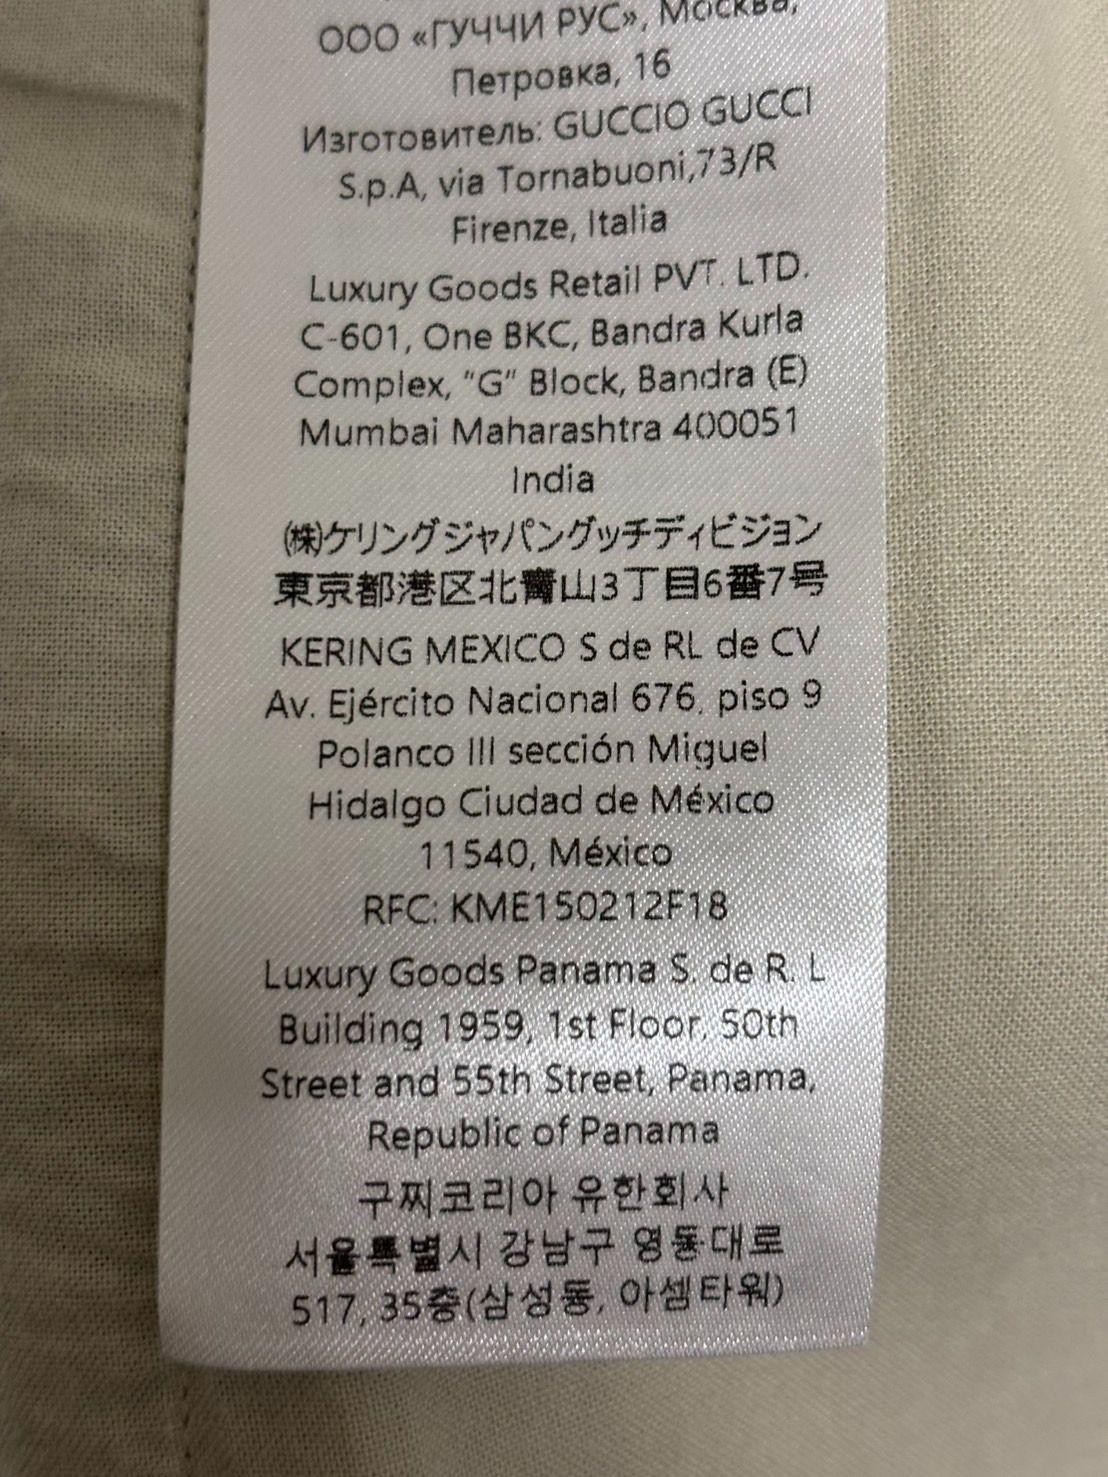 ООО «ГУЧЧИ РУС», Москва,
Петровка, 16
Изготовитель: GUCCIO GUCCI
S.p.A, via Tornabuoni,73/R
Firenze, Italia
Luxury Goods Retail PVT. LTD.
C-601, One BKC, Bandra Kurla
Complex, "G" Block, Bandra (E)
Mumbai Maharashtra 400051
India
㈱ケリングジャパングッチディビジョン
東京都港区北青山3丁目6番7号
KERING MEXICO S de RL de CV
Av. Ejército Nacional 676, piso 9
Polanco III sección Miguel
Hidalgo Ciudad de México
11540, México
RFC: KME150212F18
Luxury Goods Panama S. de R. L
Building 1959, 1st Floor, 50th
Street and 55th Street, Panama,
Republic of Panama
구찌코리아 유한회사
서울특별시 강남구 영동대로
517, 35층(삼성동, 아셈타워)